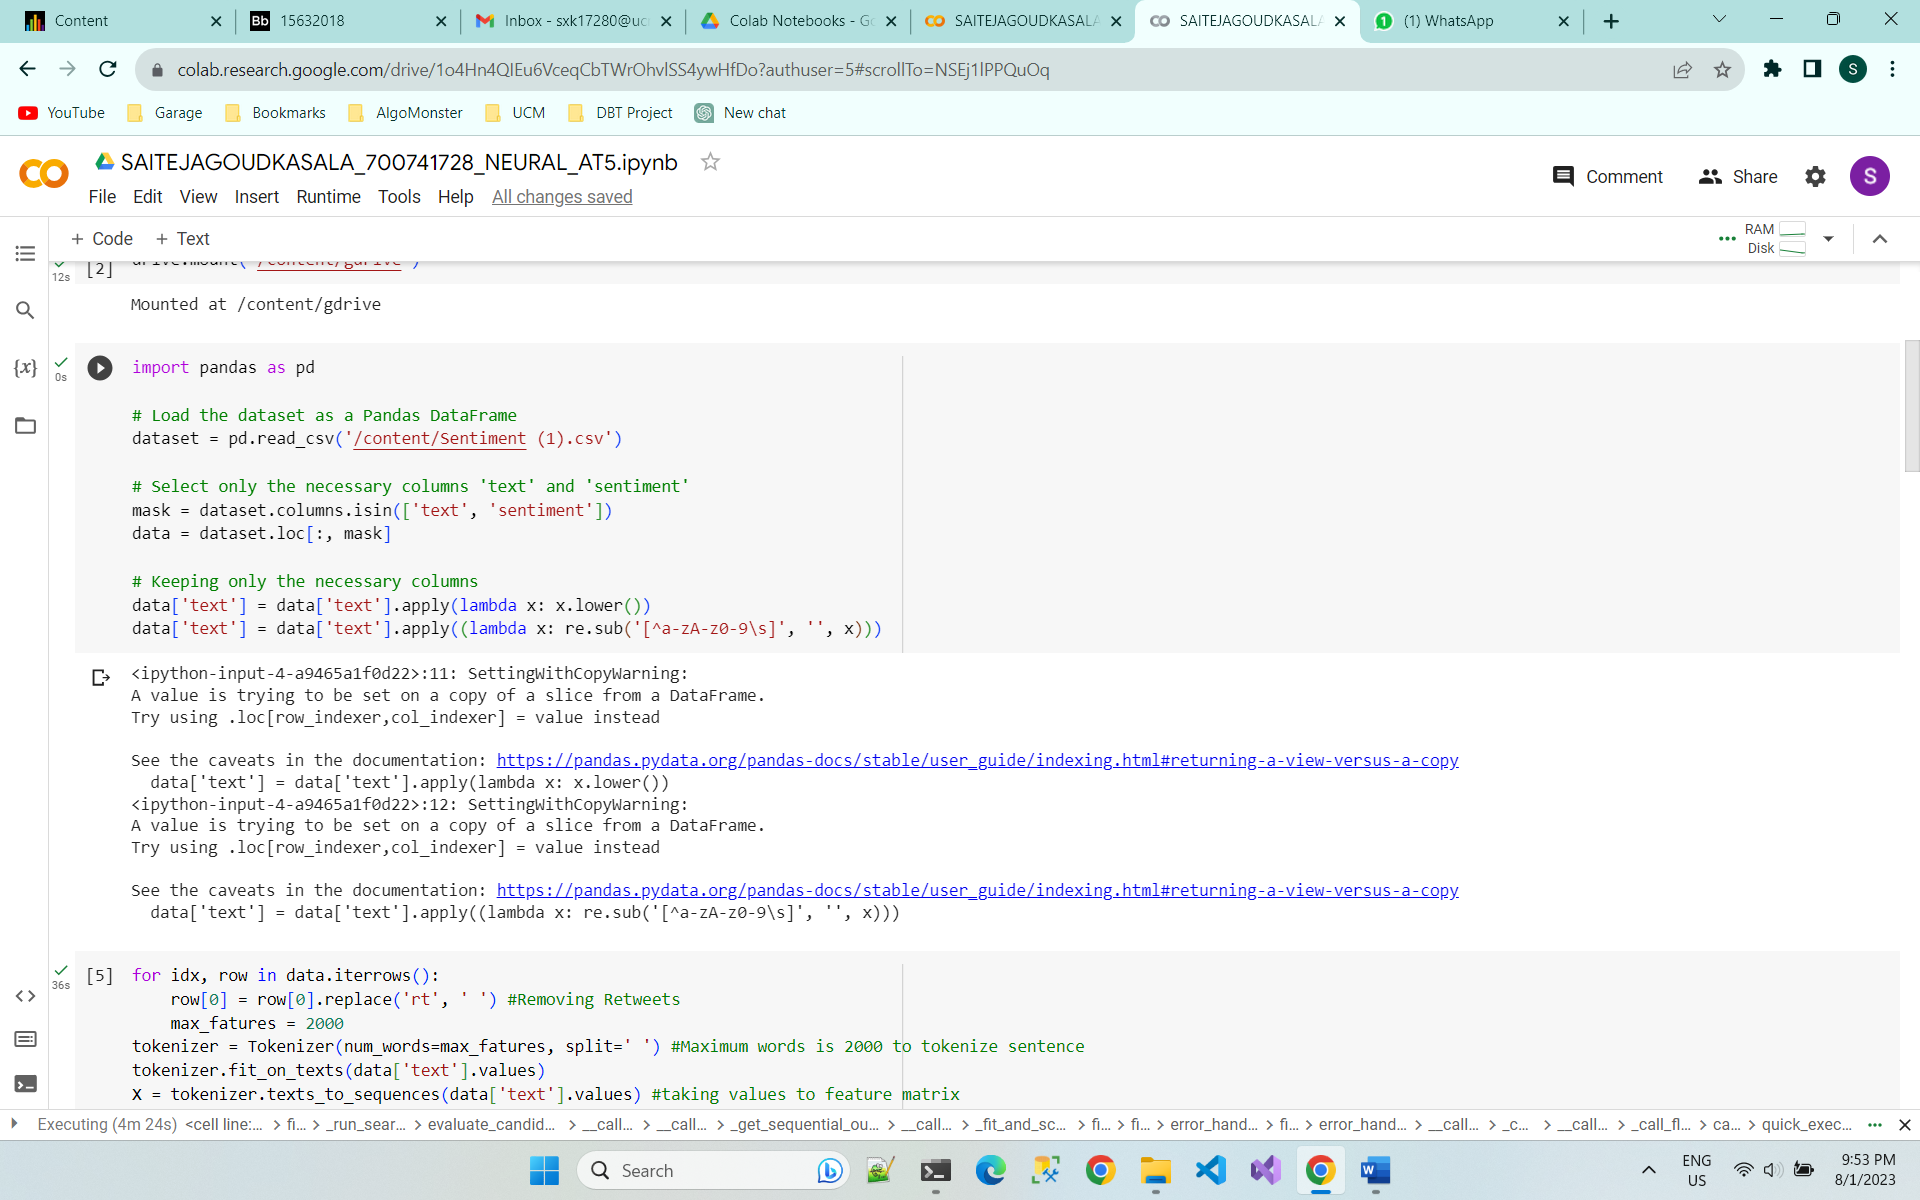 Content
15632018
Inbox - sxk17280@uc
Colab Notebooks - Go
SAITEJAGOUDKASALA
SAITEJAGOUDKASALA
(1) WhatsApp
colab.research.google.com/drive/1o4Hn4QIEu6VceqCbTWrOhvlSS4ywHfDo?authuser=5#scrollTo=NSEj1lPPQuOq
S
YouTube Garage Bookmarks AlgoMonster UCM DBT Project New chat
SAITEJAGOUDKASALA_700741728_NEURAL_AT5.ipynb
Comment Share S
File Edit View Insert Runtime Tools Help All changes saved
+ Code + Text
RAM
Disk
12s
[2] drive.mount('/content/gdrive')
Mounted at /content/gdrive
{x}
0s
import pandas as pd
# Load the dataset as a Pandas DataFrame
dataset = pd.read_csv('/content/Sentiment (1).csv')
# Select only the necessary columns 'text' and 'sentiment'
mask = dataset.columns.isin(['text', 'sentiment'])
data = dataset.loc[:, mask]
# Keeping only the necessary columns
data['text'] = data['text'].apply(lambda x: x.lower())
data['text'] = data['text'].apply((lambda x: re.sub('[^a-zA-z0-9\s]', '', x)))
<ipython-input-4-a9465a1f0d22>:11: SettingWithCopyWarning:
A value is trying to be set on a copy of a slice from a DataFrame.
Try using .loc[row_indexer,col_indexer] = value instead
See the caveats in the documentation: https://pandas.pydata.org/pandas-docs/stable/user_guide/indexing.html#returning-a-view-versus-a-copy
data['text'] = data['text'].apply(lambda x: x.lower())
<ipython-input-4-a9465a1f0d22>:12: SettingWithCopyWarning:
A value is trying to be set on a copy of a slice from a DataFrame.
Try using .loc[row_indexer,col_indexer] = value instead
See the caveats in the documentation: https://pandas.pydata.org/pandas-docs/stable/user_guide/indexing.html#returning-a-view-versus-a-copy
data['text'] = data['text'].apply((lambda x: re.sub('[^a-zA-z0-9\s]', '', x)))
36s
[5] for idx, row in data.iterrows():
row[0] = row[0].replace('rt', ' ') #Removing Retweets
max_fatures = 2000
tokenizer = Tokenizer(num_words=max_fatures, split=' ') #Maximum words is 2000 to tokenize sentence
tokenizer.fit_on_texts(data['text'].values)
X = tokenizer.texts_to_sequences(data['text'].values) #taking values to feature matrix
Executing (4m 24s) <cell line:... > fi... > _run_sear... > evaluate_candid... > __call... > __call... > _get_sequential_ou... > __call... > _fit_and_sc... > fi... > fi... > error_hand... > fi... > error_hand... > __call... > _c... > __call... > _call_fl... > ca... > quick_exec...
Search
ENG
US
9:53 PM
8/1/2023